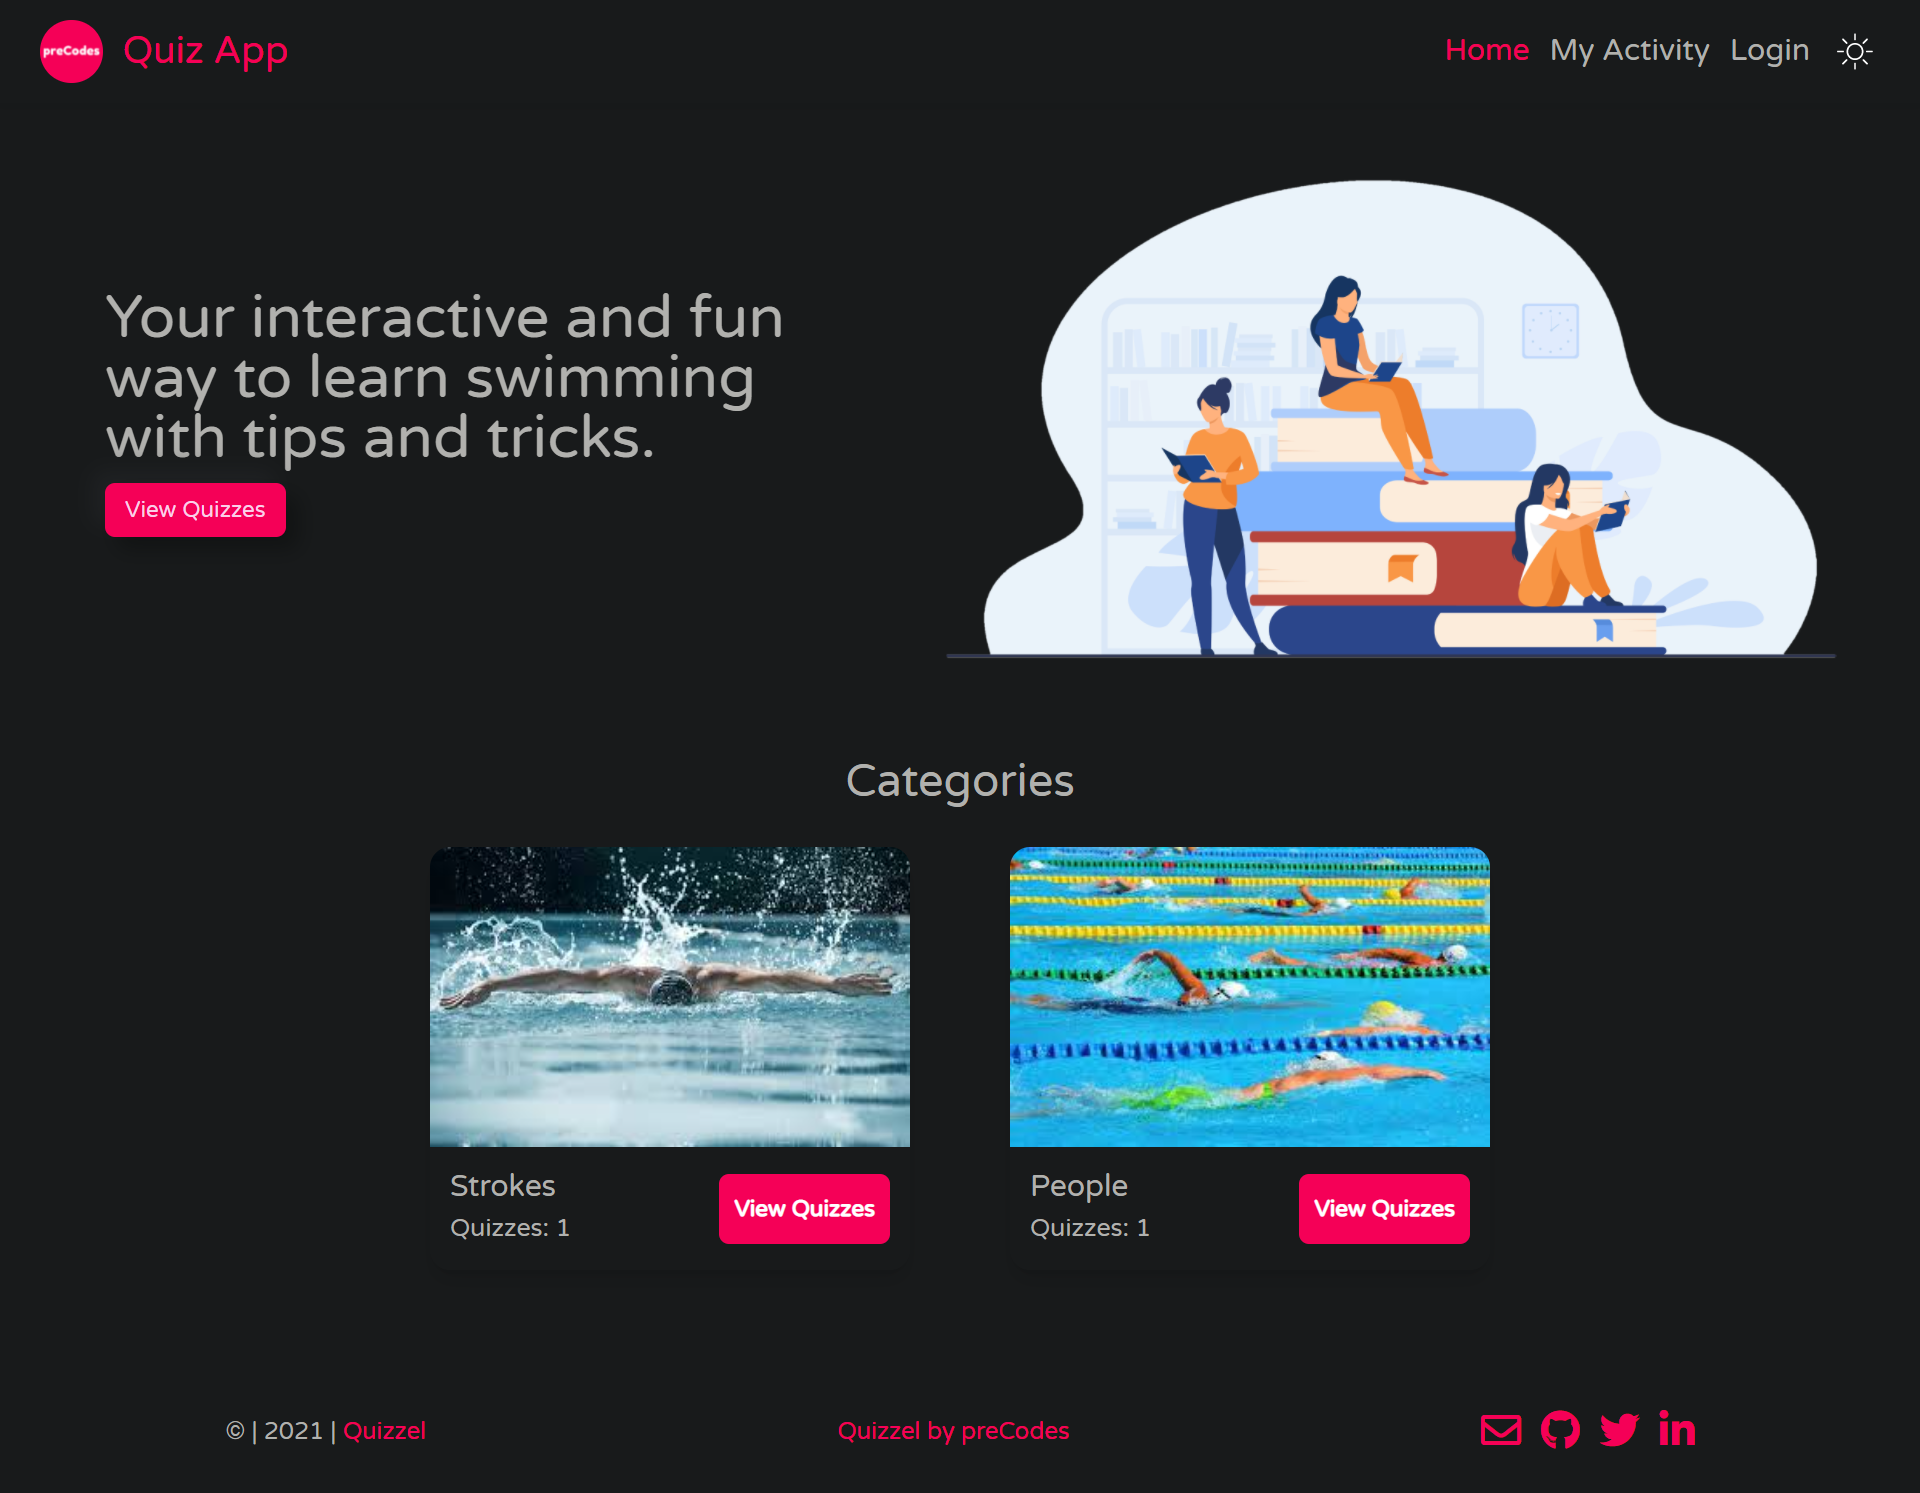 preCodes
Quiz App
Home
My Activity
Login
Your interactive and fun
way to learn swimming
with tips and tricks.
View Quizzes
Categories
Strokes
Quizzes: 1
View Quizzes
People
Quizzes: 1
View Quizzes
© | 2021 | Quizzel
Quizzel by preCodes